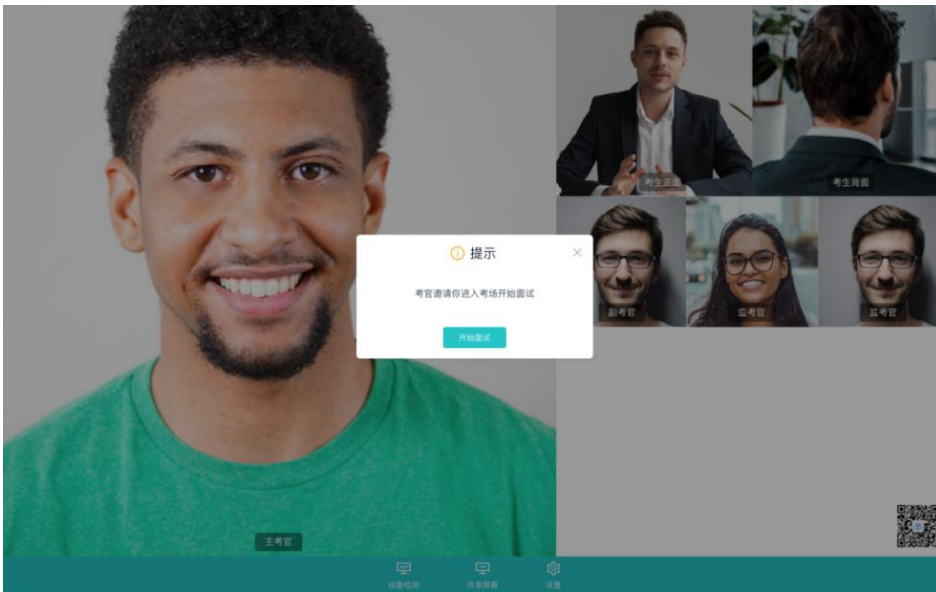 考生正面
考生背面
提示
考官邀请你进入考场开始面试
开始面试
副考官
监考官
监考官
主考官
设备检测
共享屏幕
设置